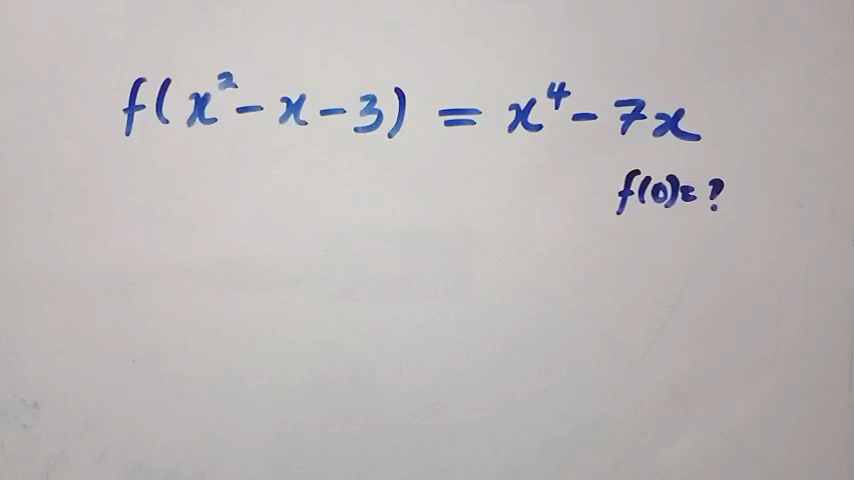 f(x² - x - 3) = x⁴ - 7x
f(0) = ?